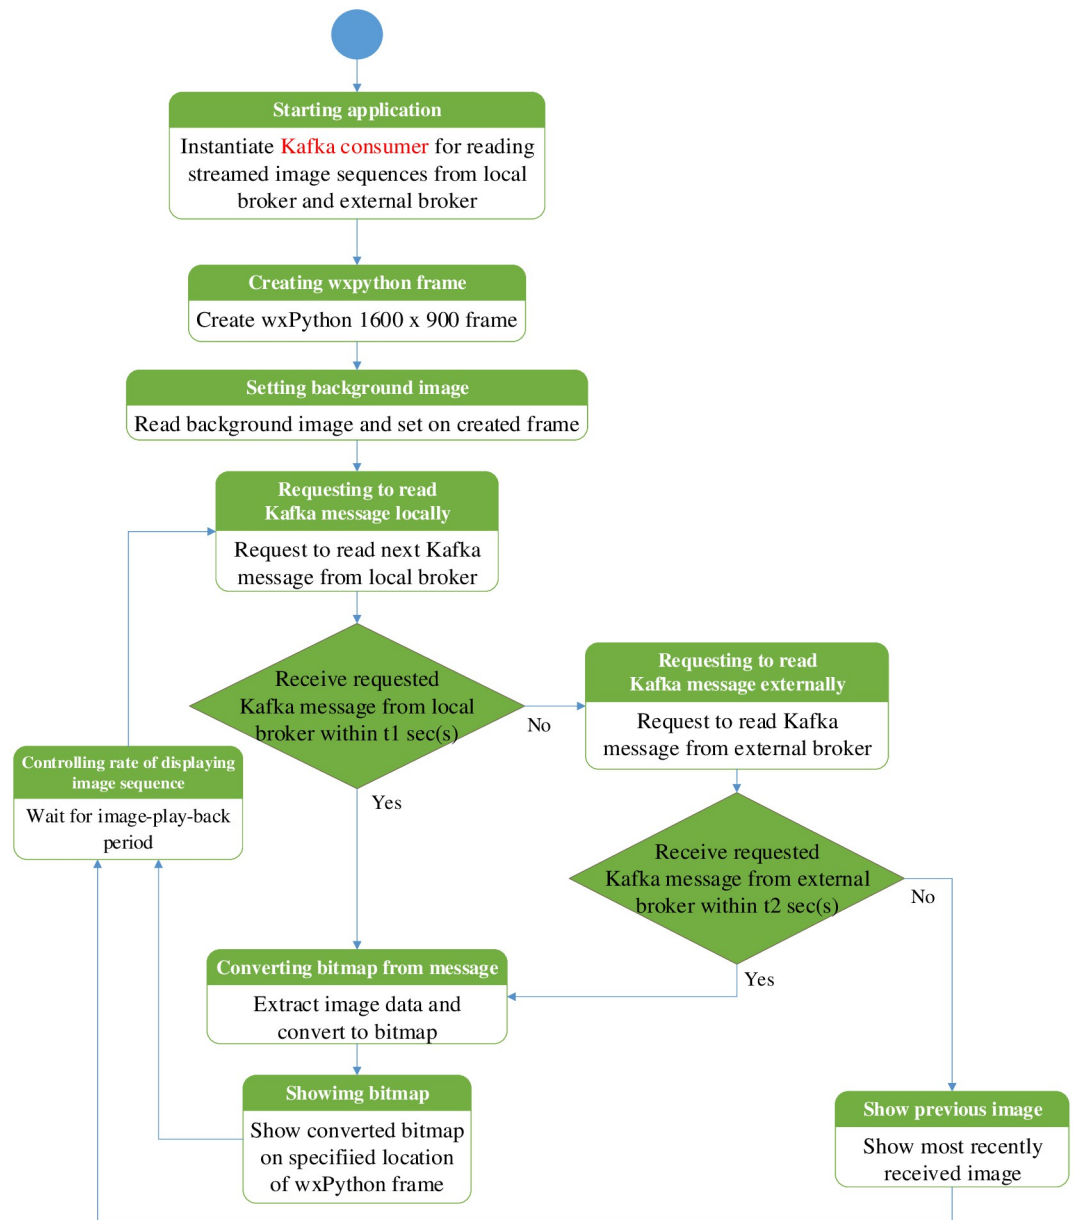 Starting application
Instantiate Kafka consumer for reading
streamed image sequences from local
broker and external broker
Creating wxpython frame
Create wxPython 1600 x 900 frame
Setting background image
Read background image and set on created frame
Requesting to read
Kafka message locally
Request to read next Kafka
message from local broker
Receive requested
Kafka message from local
broker within t1 sec(s)
No
Yes
Requesting to read
Kafka message externally
Request to read Kafka
message from external broker
Controlling rate of displaying
image sequence
Wait for image-play-back
period
Receive requested
Kafka message from external
broker within t2 sec(s)
No
Yes
Converting bitmap from message
Extract image data and
convert to bitmap
Showimg bitmap
Show converted bitmap
on specifiied location
of wxPython frame
Show previous image
Show most recently
received image